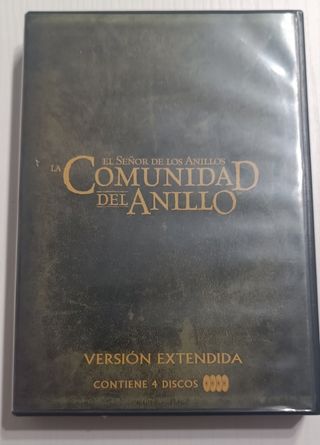 EL SEÑOR DE LOS ANILLOS
LA COMUNIDAD
DEL ANILLO
VERSIÓN EXTENDIDA
CONTIENE 4 DISCOS